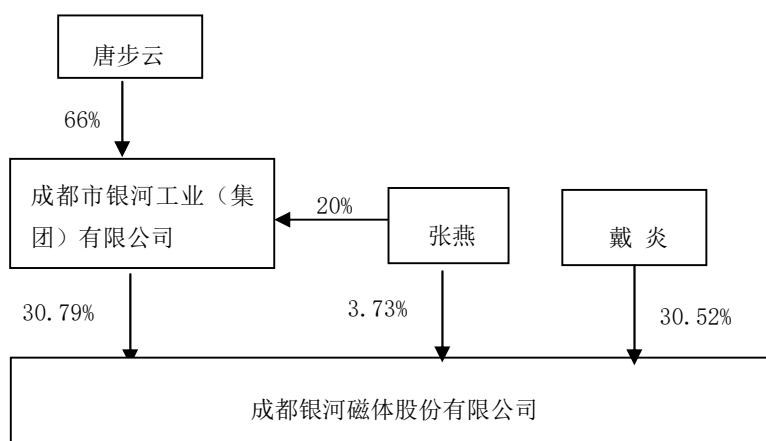 唐步云
66%
成都市银河工业（集
团）有限公司
20%
张燕
戴 炎
30.79%
3.73%
30.52%
成都银河磁体股份有限公司